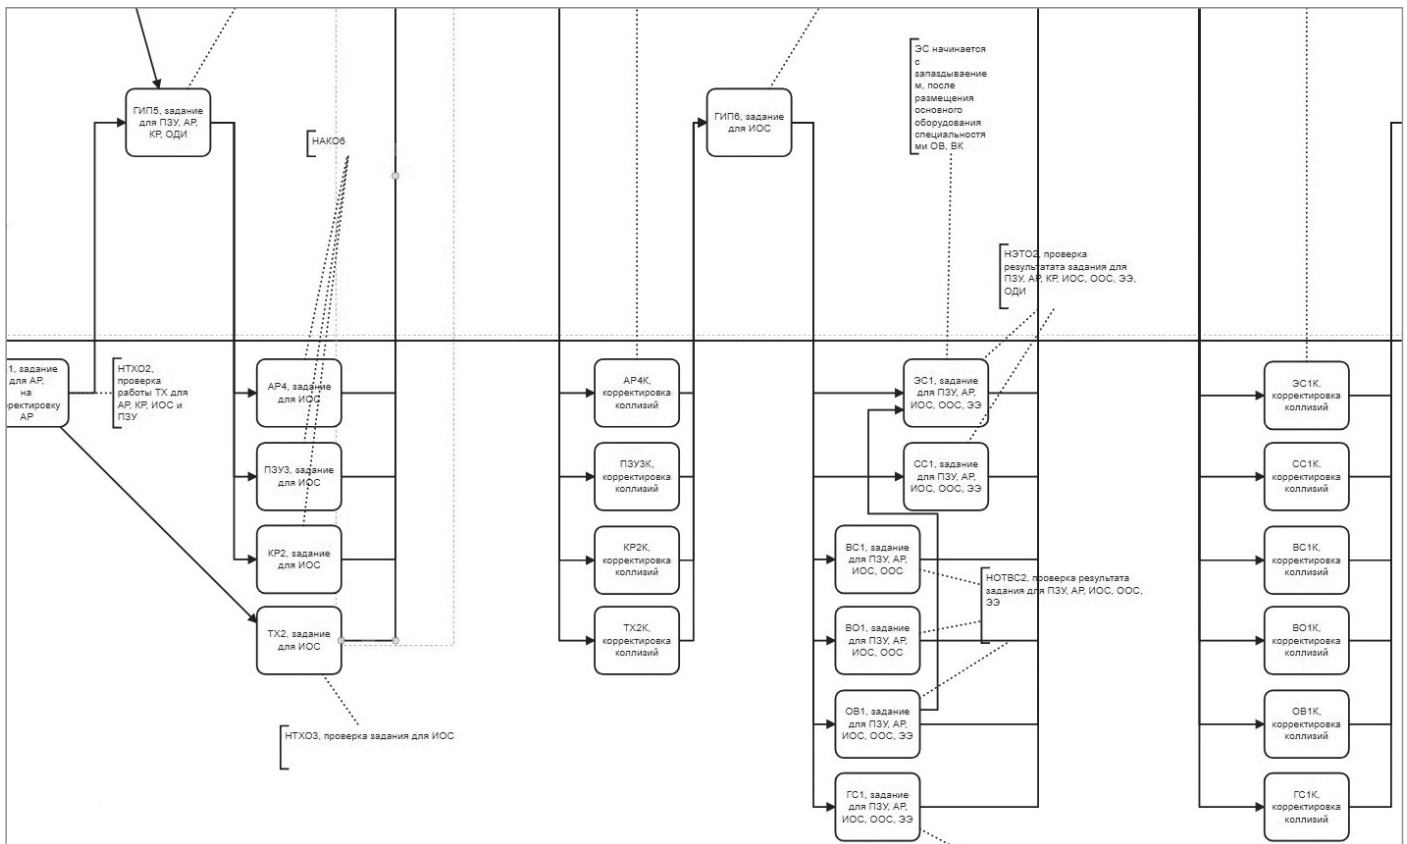 ГИП5, задание
для ПЗУ, АР,
КР, ОДИ
НАКО6
ГИП6, задание
для ИОС
ЭС начинается
с
запаздываение
м, после
размещения
основного
оборудования
специальностя
ми ОВ, ВК
НЭТО2, проверка
результатата задания для
ПЗУ, АР, КР, ИОС, ООС, ЭЭ,
ОДИ
.1, задание
для АР,
на
рректировку
АР
НТХО2,
проверка
работы ТХ для
АР, КР, ИОС и
ПЗУ
АР4, задание
для ИОС
ПЗУ3, задание
для ИОС
КР2, задание
для ИОС
ТХ2, задание
для ИОС
НТХО3, проверка задания для ИОС
АР4К,
корректировка
коллизий
ПЗУ3К,
корректировка
коллизий
КР2К,
корректировка
коллизий
ТХ2К,
корректировка
коллизий
ЭС1, задание
для ПЗУ, АР,
ИОС, ООС, ЭЭ
СС1, задание
для ПЗУ, АР,
ИОС, ООС, ЭЭ
ВС1, задание
для ПЗУ, АР,
ИОС, ООС
ВО1, задание
для ПЗУ, АР,
ИОС, ООС
ОВ1, задание
для ПЗУ, АР,
ИОС, ООС, ЭЭ
ГС1, задание
для ПЗУ, АР,
ИОС, ООС, ЭЭ
НОТВС2, проверка результата
задания для ПЗУ, АР, ИОС, ООС,
ЭЭ
ЭС1К,
корректировка
коллизий
СС1К,
корректировка
коллизий
ВС1К,
корректировка
коллизий
ВО1К,
корректировка
коллизий
ОВ1К,
корректировка
коллизий
ГС1К,
корректировка
коллизий